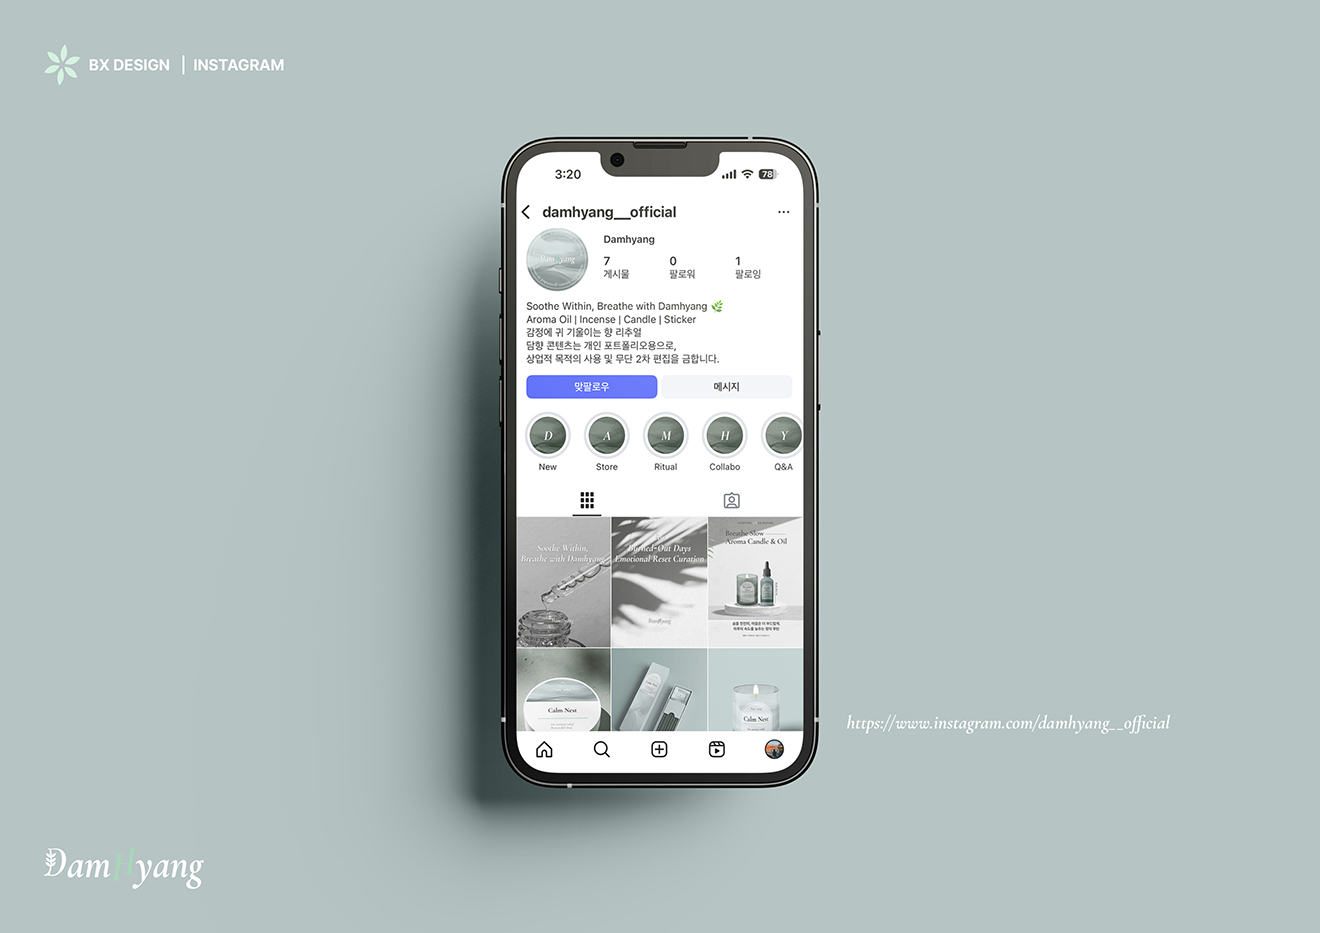 BX DESIGN | INSTAGRAM
3:20
78
damhyang__official
Damhyang
7 0 1
게시물 팔로워 팔로잉
Soothe Within, Breathe with Damhyang 🌿
Aroma Oil | Incense | Candle | Sticker
감정에 귀 기울이는 향 리추얼
담향 콘텐츠는 개인 포트폴리오용으로,
상업적 목적의 사용 및 무단 2차 편집을 금합니다.
맞팔로우 메시지
D A M H Y
New Store Ritual Collabo Q&A
Soothe Within,
Breathe with Damhyang
Burned-Out Days
Emotional Reset Curation
DamHyang
Breathe Slow
Aroma Candle & Oil
Calm Nest
Calm Nest
https://www.instagram.com/damhyang__official
DamHyang